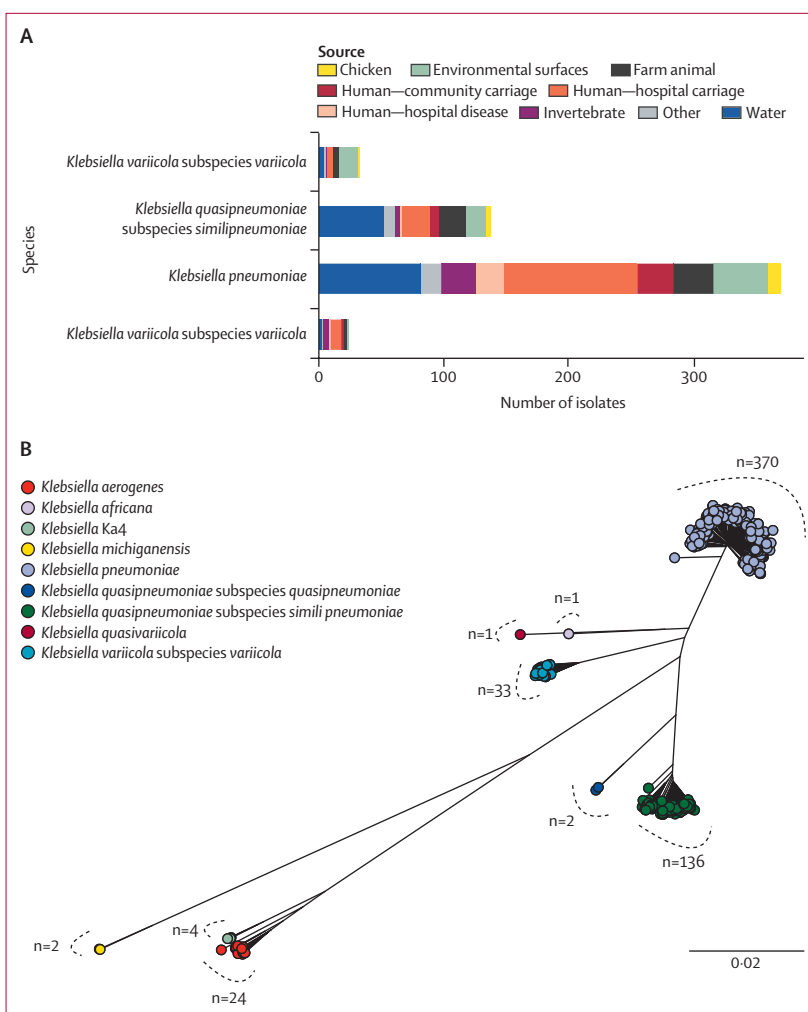 A
Source
Chicken Environmental surfaces Farm animal
Human—community carriage Human—hospital carriage
Human—hospital disease Invertebrate Other Water
Species
Klebsiella variicola subspecies variicola
Klebsiella quasipneumoniae
subspecies similipneumoniae
Klebsiella pneumoniae
Klebsiella variicola subspecies variicola
0 100 200 300
Number of isolates
B
Klebsiella aerogenes
Klebsiella africana
Klebsiella Ka4
Klebsiella michiganensis
Klebsiella pneumoniae
Klebsiella quasipneumoniae subspecies quasipneumoniae
Klebsiella quasipneumoniae subspecies simili pneumoniae
Klebsiella quasivariicola
Klebsiella variicola subspecies variicola
n=370
n=1
n=1
n=33
n=2
n=136
n=4
n=2
n=24
0·02